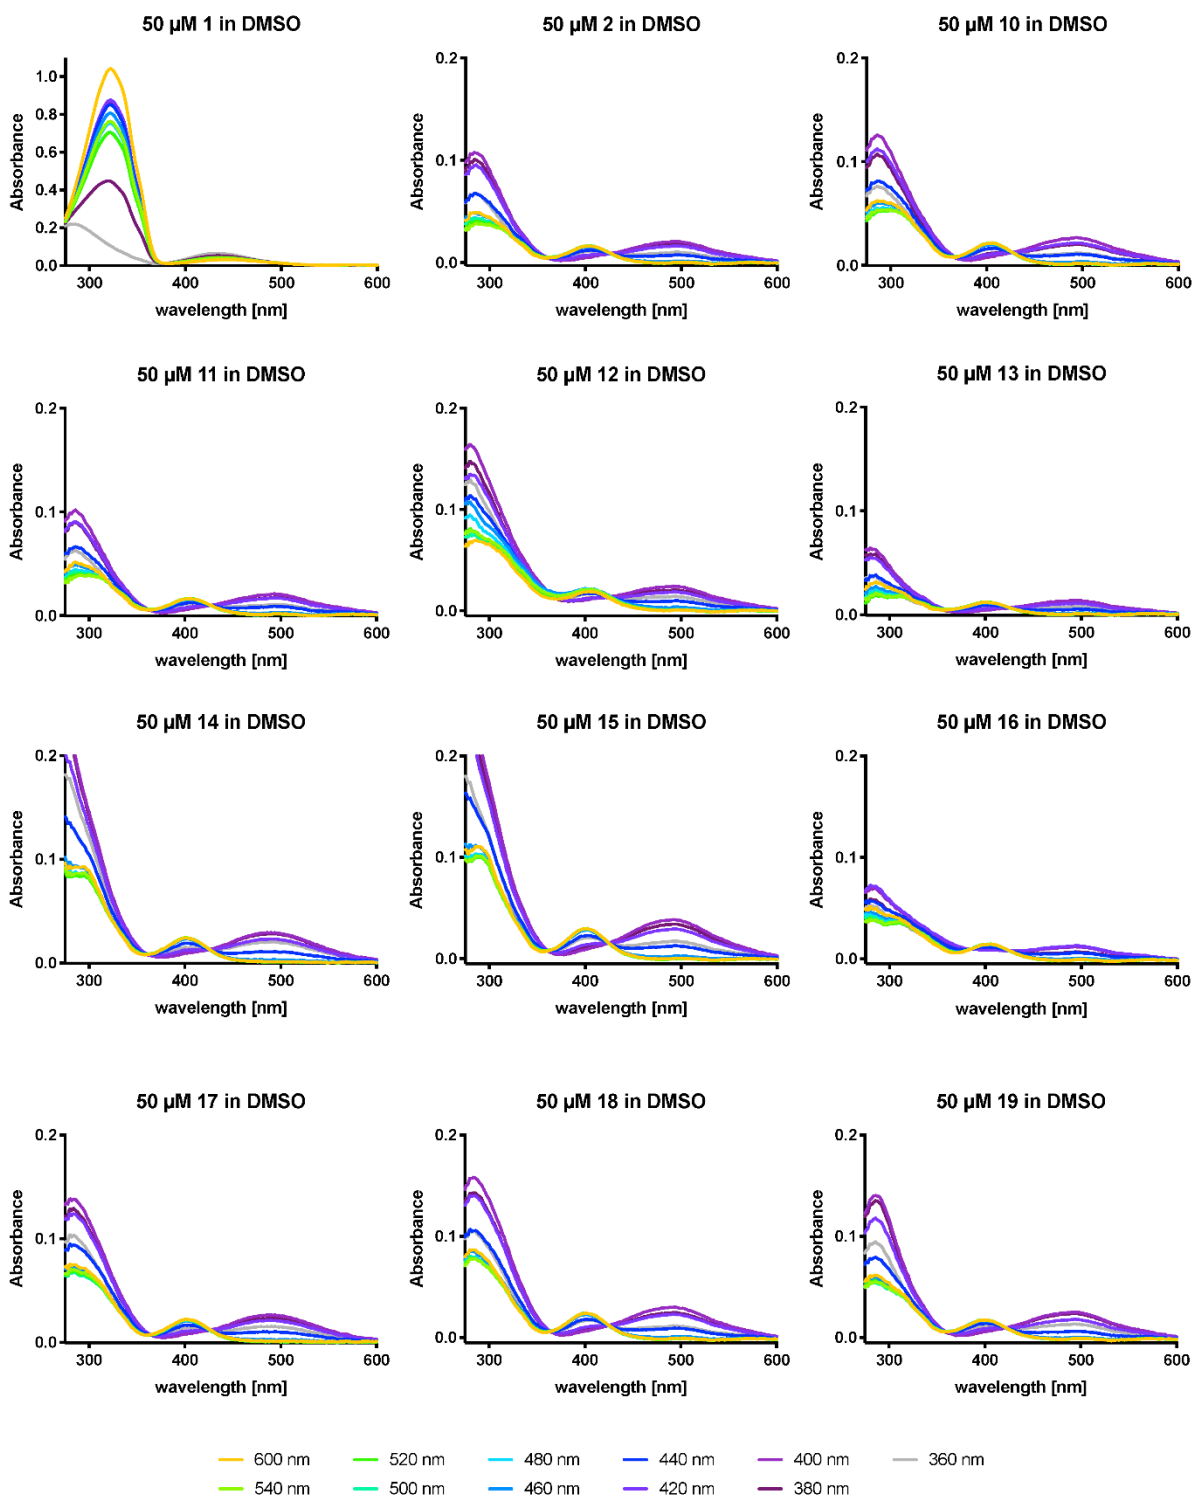 50 µM 1 in DMSO
50 µM 2 in DMSO
50 µM 10 in DMSO
Absorbance
1.0
0.8
0.6
0.4
0.2
0.0
300 400 500 600
wavelength [nm]
Absorbance
0.2
0.1
0.0
300 400 500 600
wavelength [nm]
Absorbance
0.2
0.1
0.0
300 400 500 600
wavelength [nm]
50 µM 11 in DMSO
50 µM 12 in DMSO
50 µM 13 in DMSO
Absorbance
0.2
0.1
0.0
300 400 500 600
wavelength [nm]
Absorbance
0.2
0.1
0.0
300 400 500 600
wavelength [nm]
Absorbance
0.2
0.1
0.0
300 400 500 600
wavelength [nm]
50 µM 14 in DMSO
50 µM 15 in DMSO
50 µM 16 in DMSO
Absorbance
0.2
0.1
0.0
300 400 500 600
wavelength [nm]
Absorbance
0.2
0.1
0.0
300 400 500 600
wavelength [nm]
Absorbance
0.2
0.1
0.0
300 400 500 600
wavelength [nm]
50 µM 17 in DMSO
50 µM 18 in DMSO
50 µM 19 in DMSO
Absorbance
0.2
0.1
0.0
300 400 500 600
wavelength [nm]
Absorbance
0.2
0.1
0.0
300 400 500 600
wavelength [nm]
Absorbance
0.2
0.1
0.0
300 400 500 600
wavelength [nm]
600 nm 520 nm 480 nm 440 nm 400 nm 360 nm
540 nm 500 nm 460 nm 420 nm 380 nm